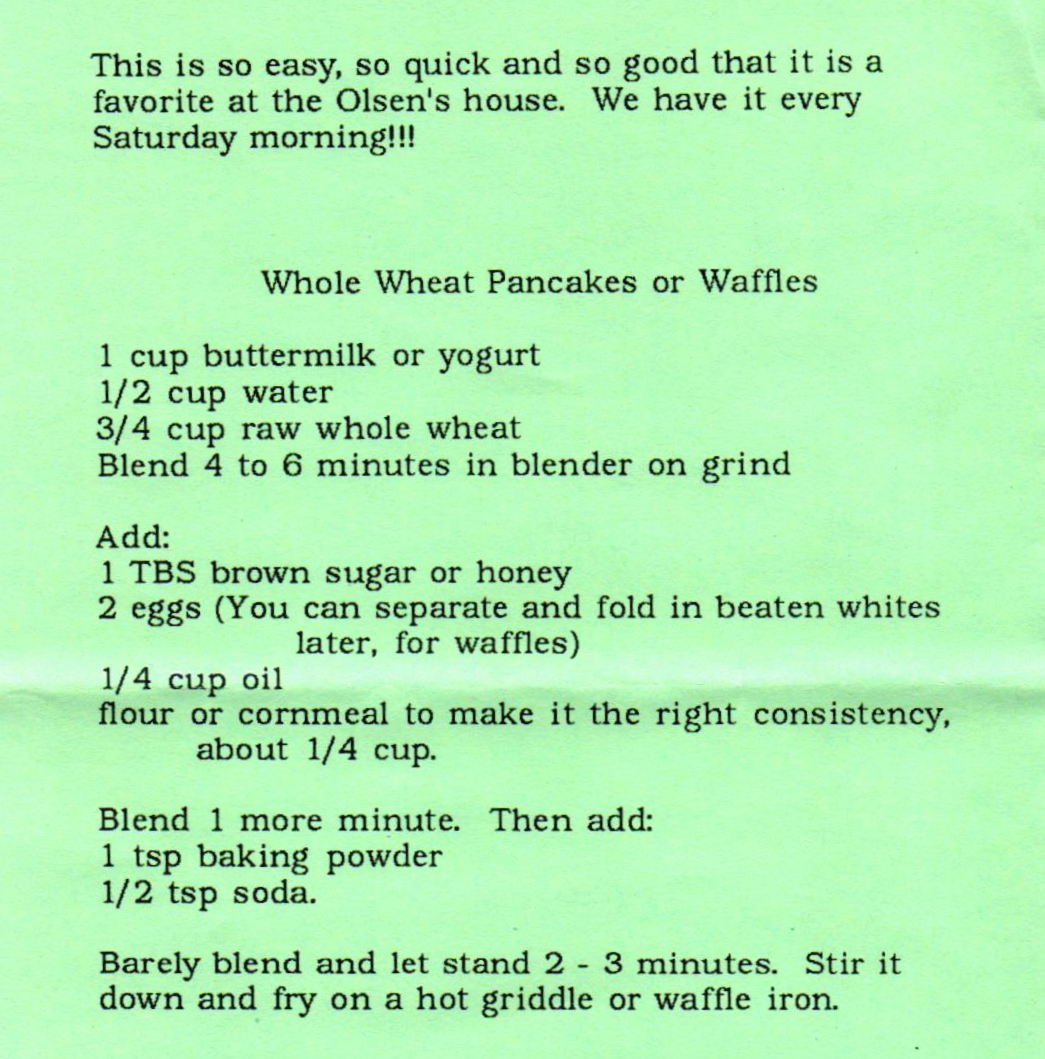 This is so easy, so quick and so good that it is a
favorite at the Olsen's house. We have it every
Saturday morning!!!
Whole Wheat Pancakes or Waffles
1 cup buttermilk or yogurt
1/2 cup water
3/4 cup raw whole wheat
Blend 4 to 6 minutes in blender on grind
Add:
1 TBS brown sugar or honey
2 eggs (You can separate and fold in beaten whites
later, for waffles)
1/4 cup oil
flour or cornmeal to make it the right consistency,
about 1/4 cup.
Blend 1 more minute. Then add:
1 tsp baking powder
1/2 tsp soda.
Barely blend and let stand 2 - 3 minutes. Stir it
down and fry on a hot griddle or waffle iron.